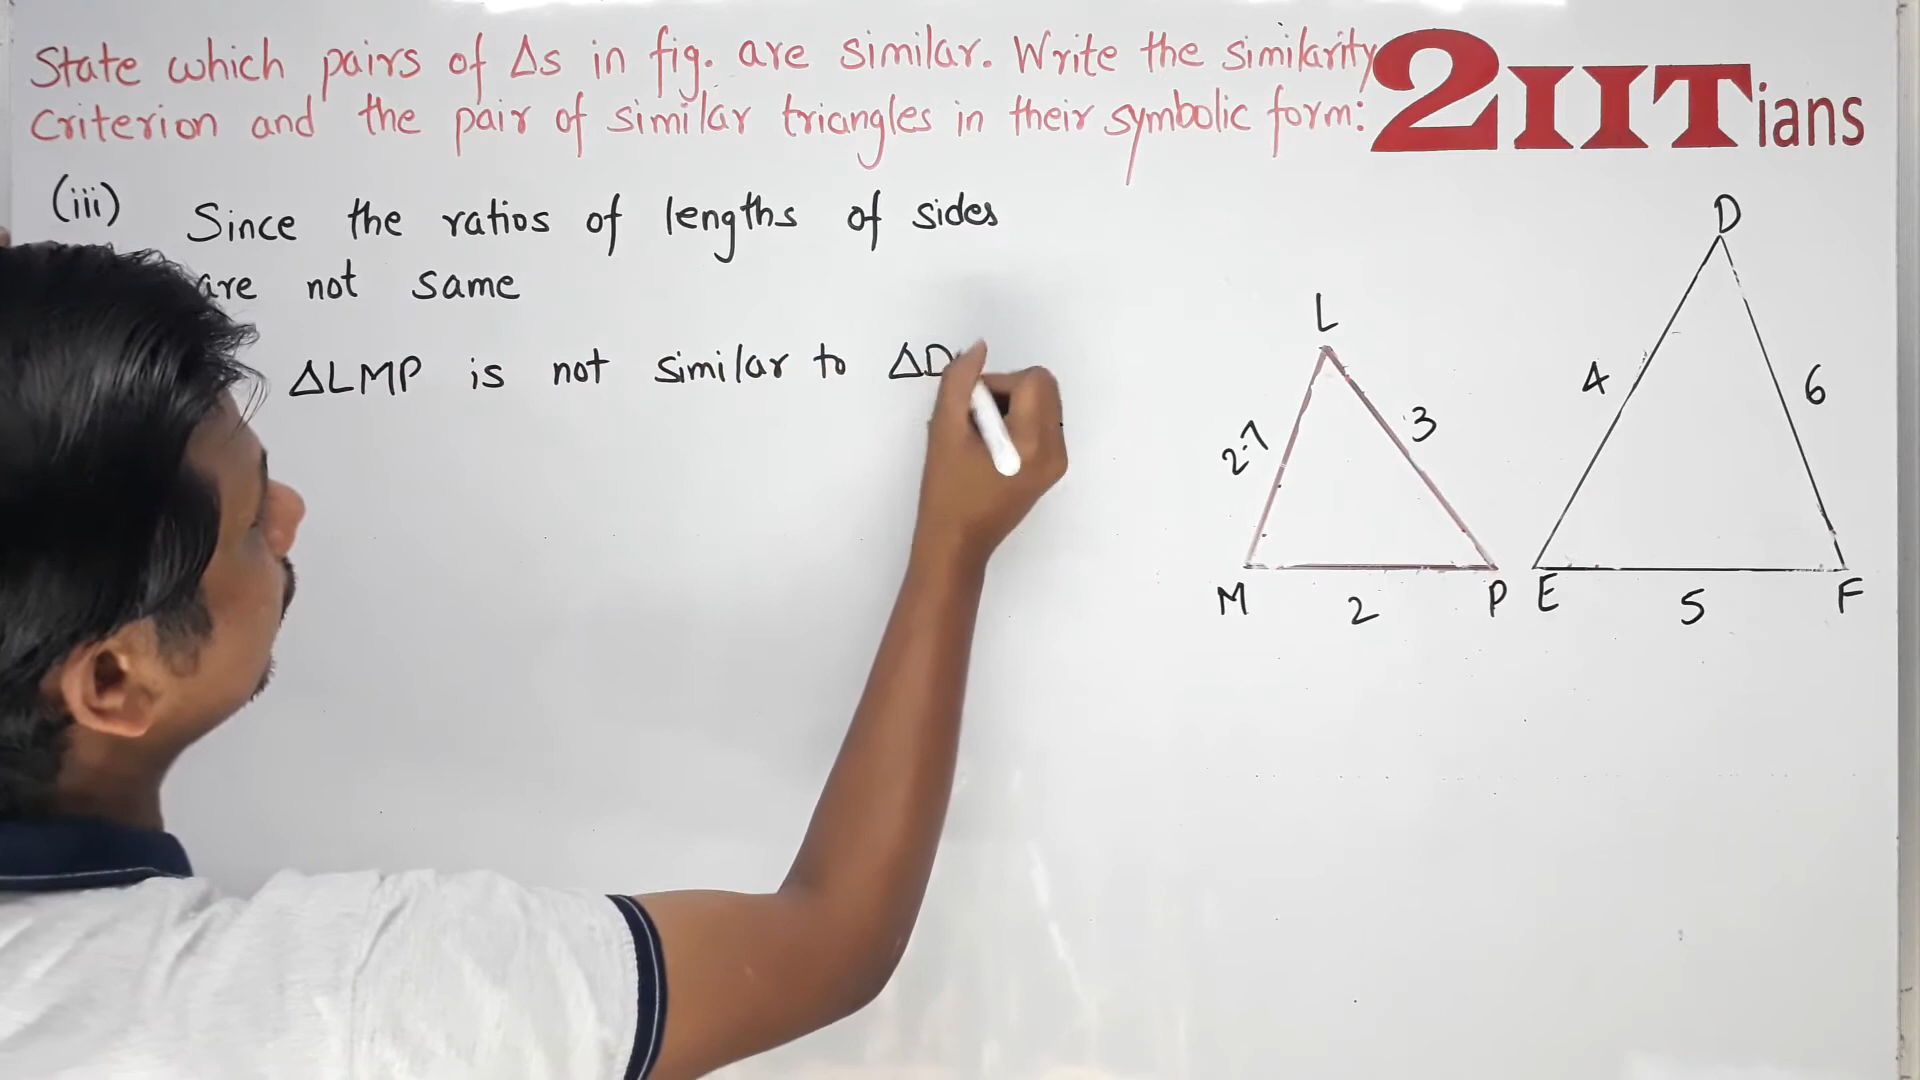 State which pairs of Δs in fig. are similar. Write the similarity
criterion and the pair of similar triangles in their symbolic form:
2IITians
(iii) Since the ratios of lengths of sides
are not same
ΔLMP is not similar to ΔD
L
2.7
3
M
2
P
D
4
6
E
5
F